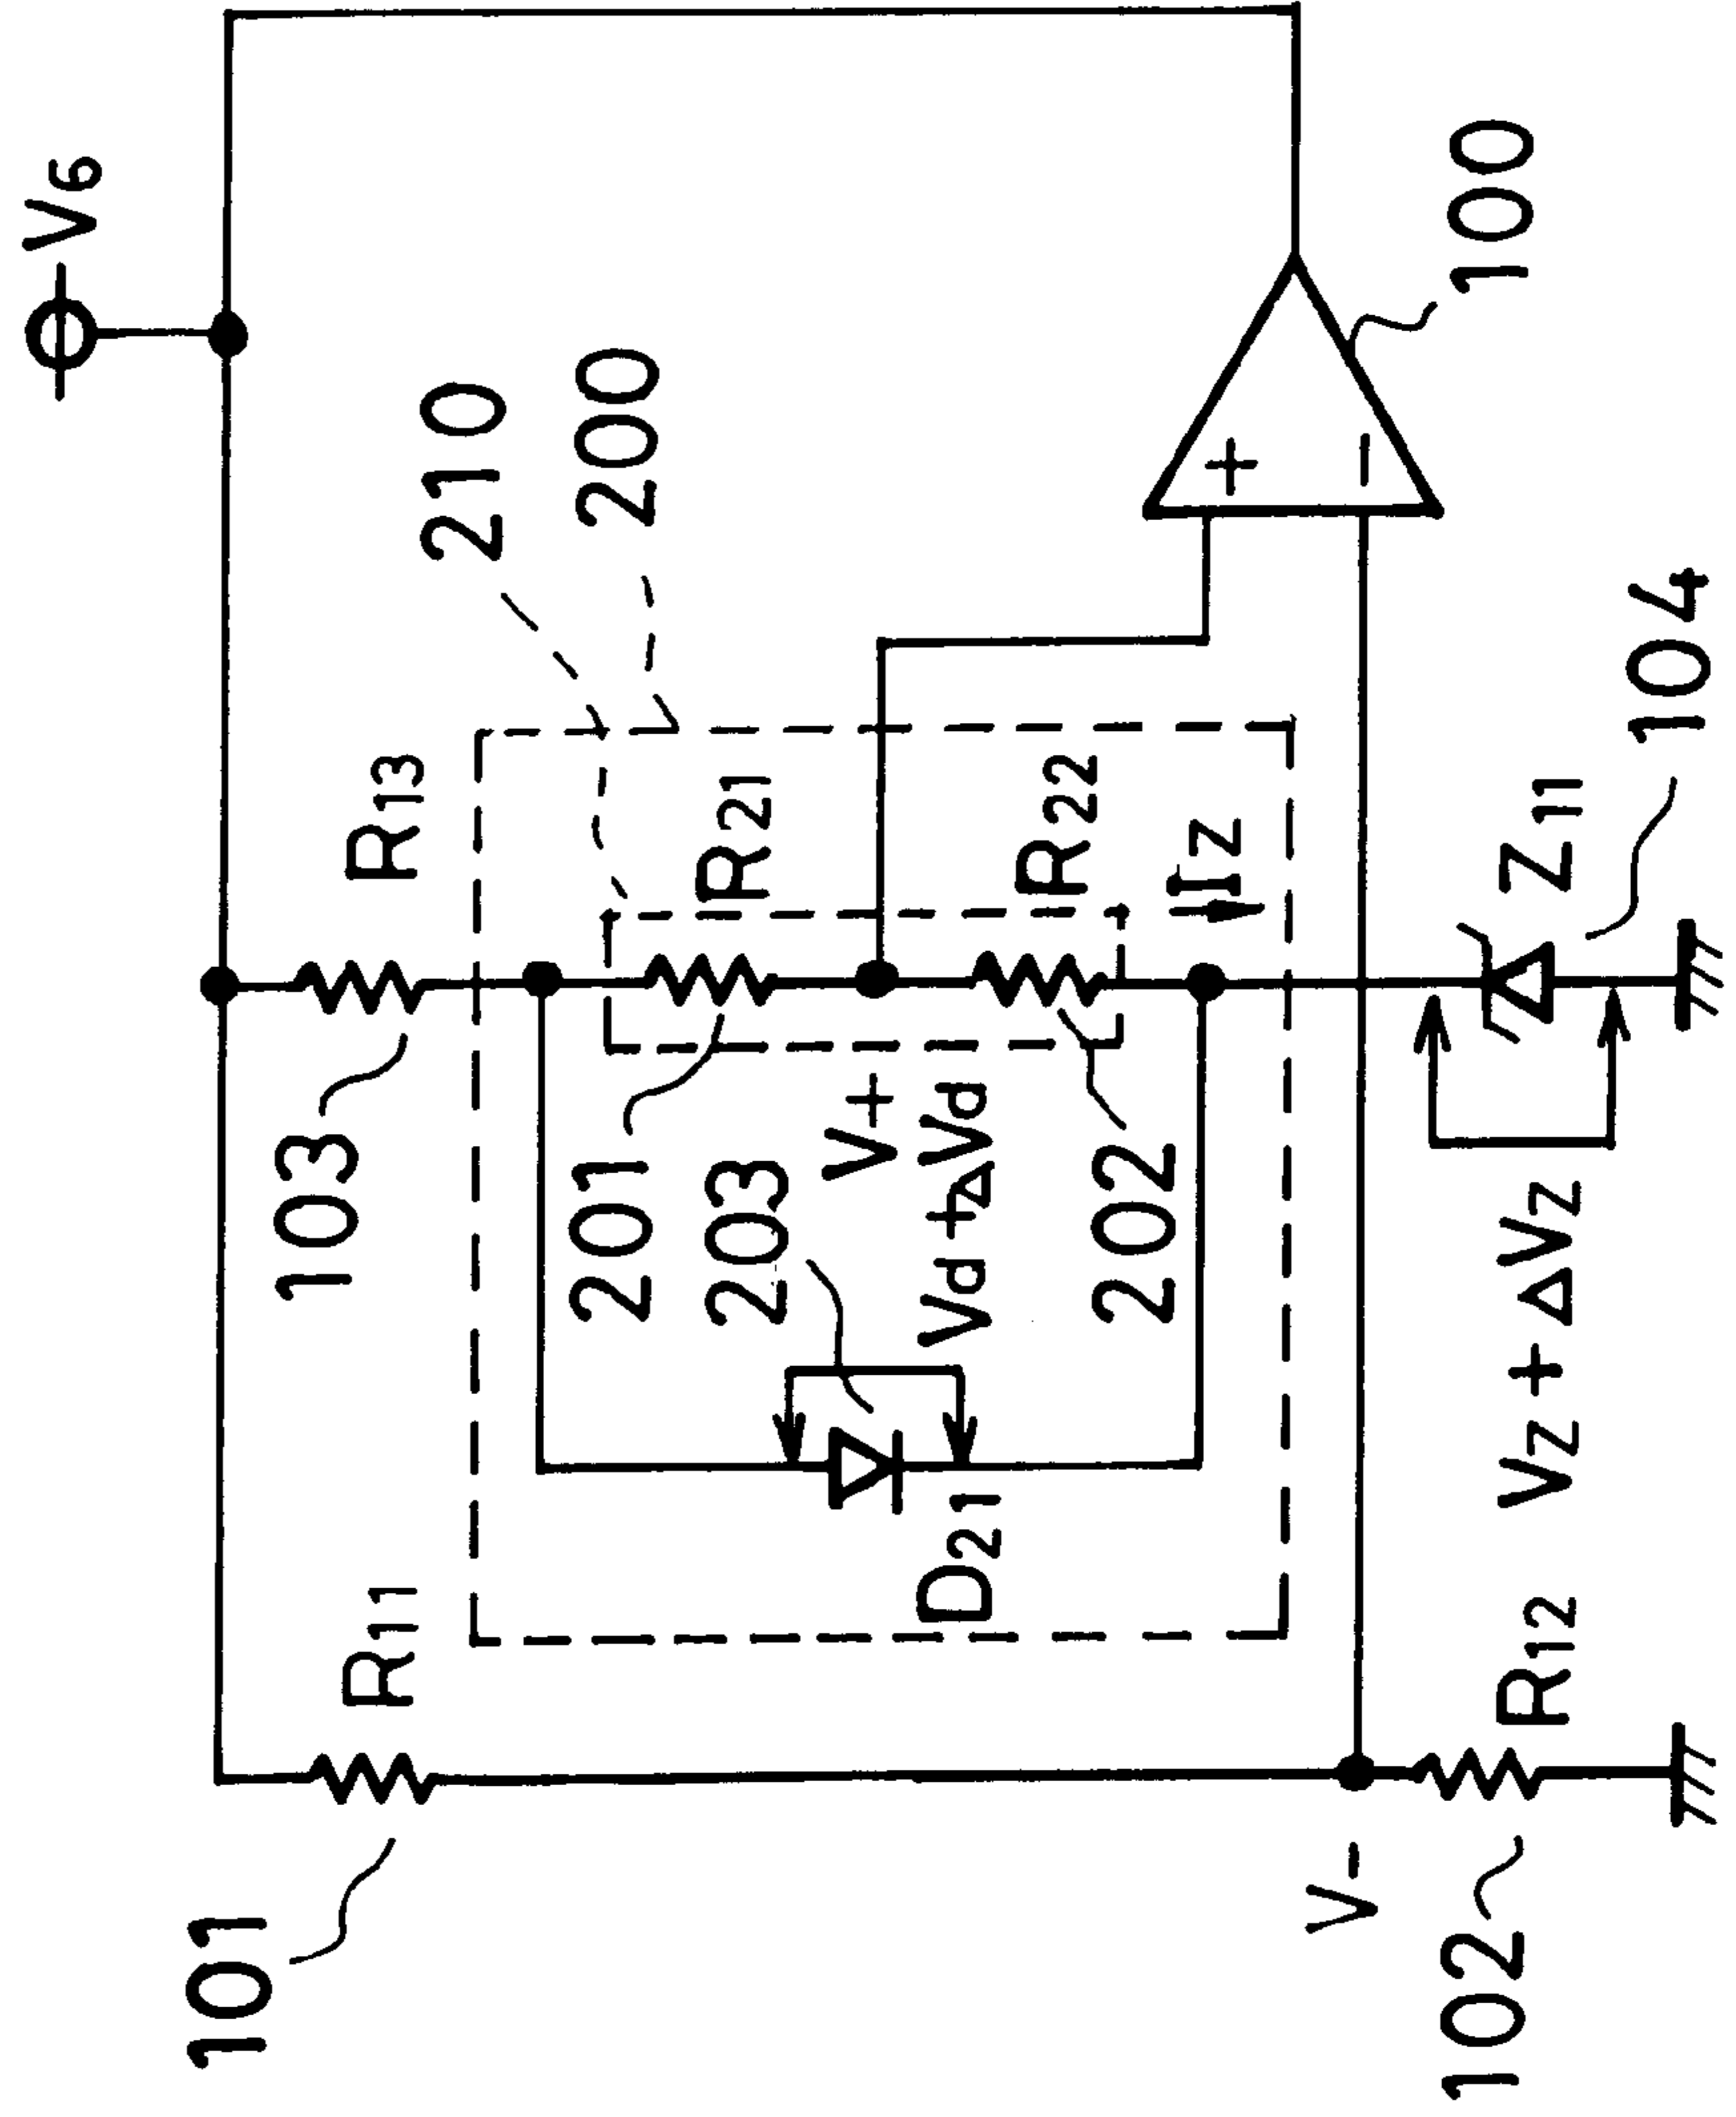 V6
210
200
R13
103
R21
201
203
V+
Vd+ΔVd
R22
202
Iz
R11
101
D21
+
−
100
Z11
104
Vz+ΔVz
V−
R12
102